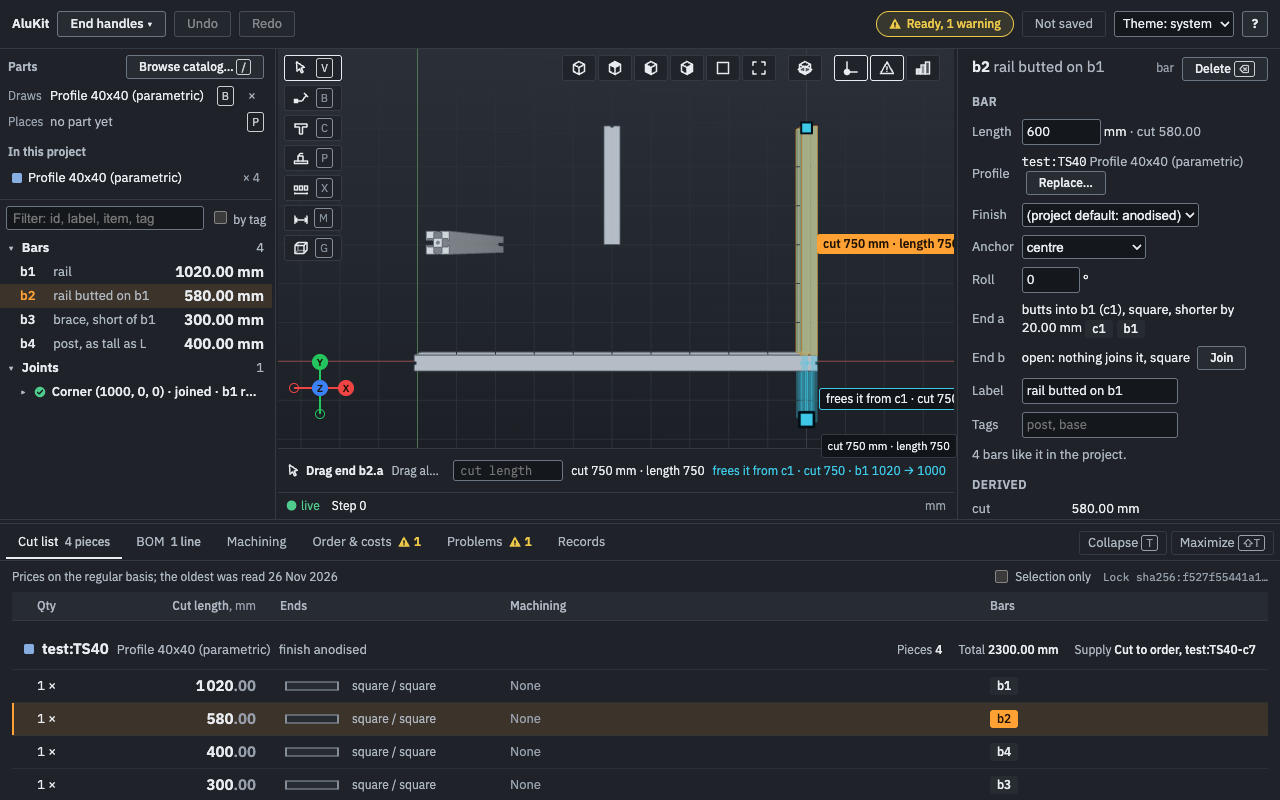 AluKit End handles ▾ Undo Redo Ready, 1 warning Not saved Theme: system ?
Parts Browse catalog... /
Draws Profile 40x40 (parametric) B ×
Places no part yet P
In this project
Profile 40x40 (parametric) × 4
Filter: id, label, item, tag by tag
Bars 4
b1 rail 1020.00 mm
b2 rail butted on b1 580.00 mm
b3 brace, short of b1 300.00 mm
b4 post, as tall as L 400.00 mm
Joints 1
Corner (1000, 0, 0) · joined · b1 r...
V
B
C
P
X
M
G
cut 750 mm · length 750
Y
Z
X
frees it from c1 · cut 750
cut 750 mm · length 750
Drag end b2.a Drag al... cut length cut 750 mm · length 750 frees it from c1 · cut 750 · b1 1020 → 1000
live Step 0 mm
b2 rail butted on b1 bar Delete
BAR
Length 600 mm · cut 580.00
Profile test:TS40 Profile 40x40 (parametric)
Replace...
Finish (project default: anodised)
Anchor centre
Roll 0 °
End a butts into b1 (c1), square, shorter by
20.00 mm c1 b1
End b open: nothing joins it, square Join
Label rail butted on b1
Tags post, base
4 bars like it in the project.
DERIVED
cut 580.00 mm
Cut list 4 pieces BOM 1 line Machining Order & costs 1 Problems 1 Records Collapse T Maximize ⇧T
Prices on the regular basis; the oldest was read 26 Nov 2026 Selection only Lock sha256:f527f55441a1…
Qty Cut length, mm Ends Machining Bars
test:TS40 Profile 40x40 (parametric) finish anodised Pieces 4 Total 2300.00 mm Supply Cut to order, test:TS40-c7
1 × 1020.00 square / square None b1
1 × 580.00 square / square None b2
1 × 400.00 square / square None b4
1 × 300.00 square / square None b3